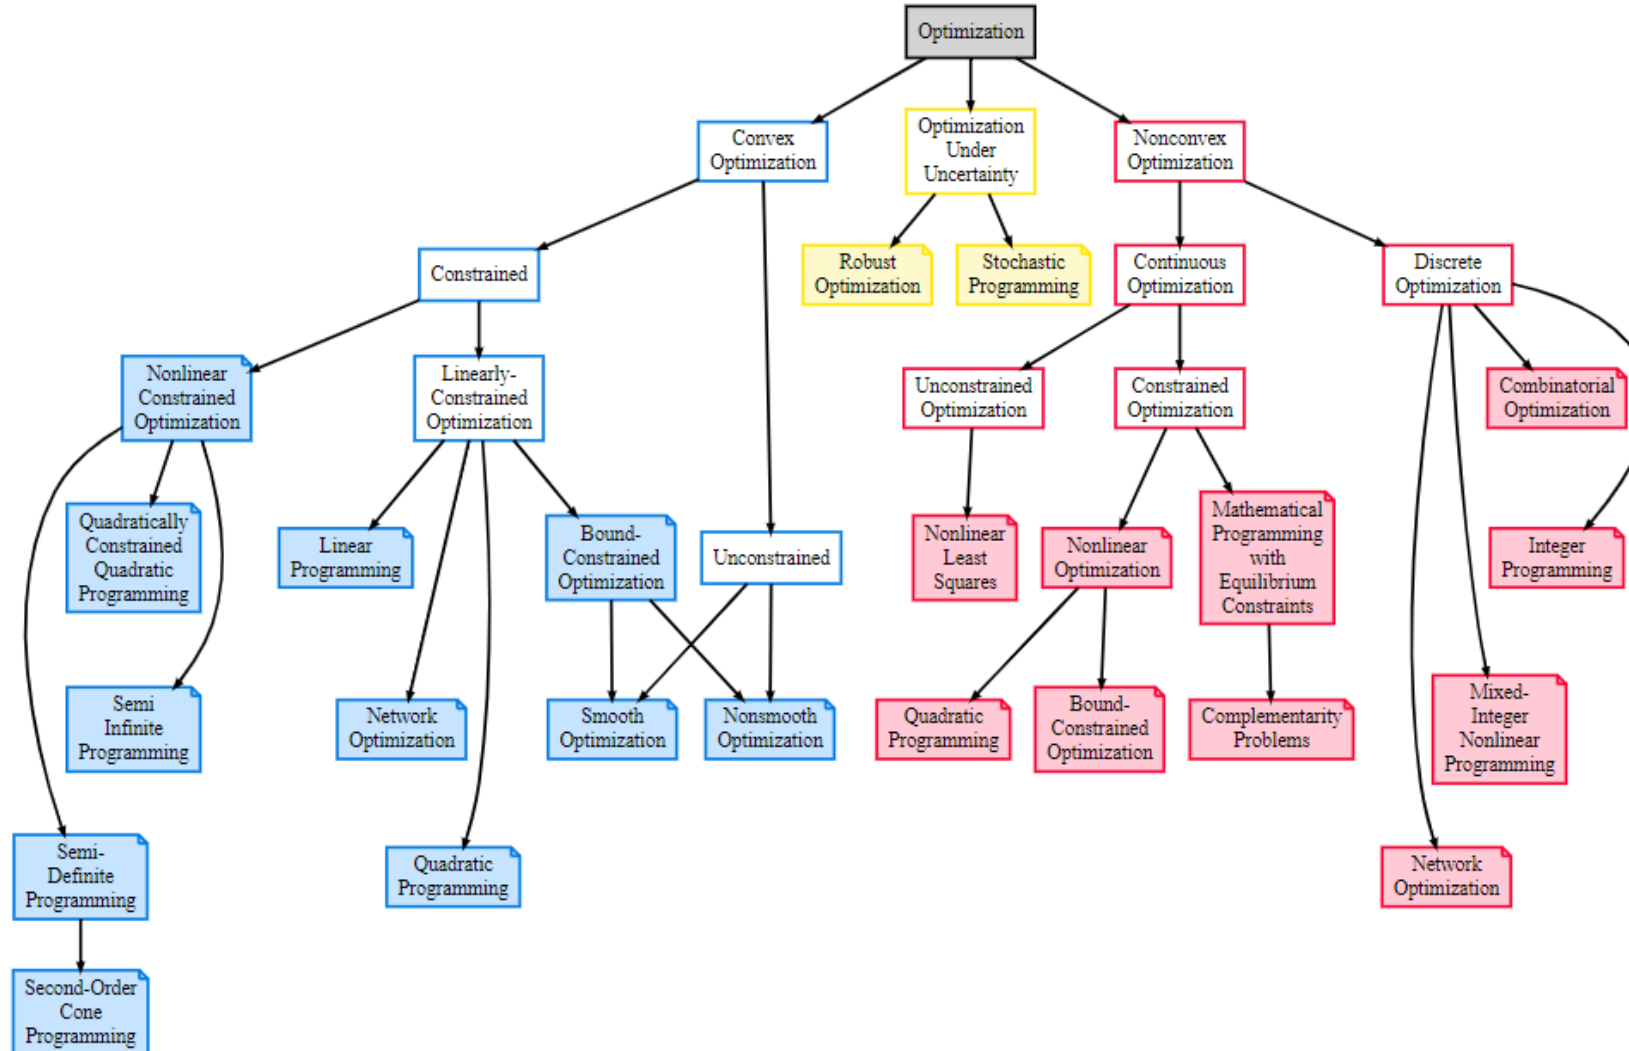 Optimization
Convex
Optimization
Optimization
Under
Uncertainty
Nonconvex
Optimization
Constrained
Robust
Optimization
Stochastic
Programming
Continuous
Optimization
Discrete
Optimization
Nonlinear
Constrained
Optimization
Linearly-
Constrained
Optimization
Unconstrained
Optimization
Constrained
Optimization
Combinatorial
Optimization
Quadratically
Constrained
Quadratic
Programming
Linear
Programming
Bound-
Constrained
Optimization
Unconstrained
Nonlinear
Least
Squares
Nonlinear
Optimization
Mathematical
Programming
with
Equilibrium
Constraints
Integer
Programming
Semi
Infinite
Programming
Network
Optimization
Smooth
Optimization
Nonsmooth
Optimization
Quadratic
Programming
Bound-
Constrained
Optimization
Complementarity
Problems
Mixed-
Integer
Nonlinear
Programming
Semi-
Definite
Programming
Quadratic
Programming
Network
Optimization
Second-Order
Cone
Programming